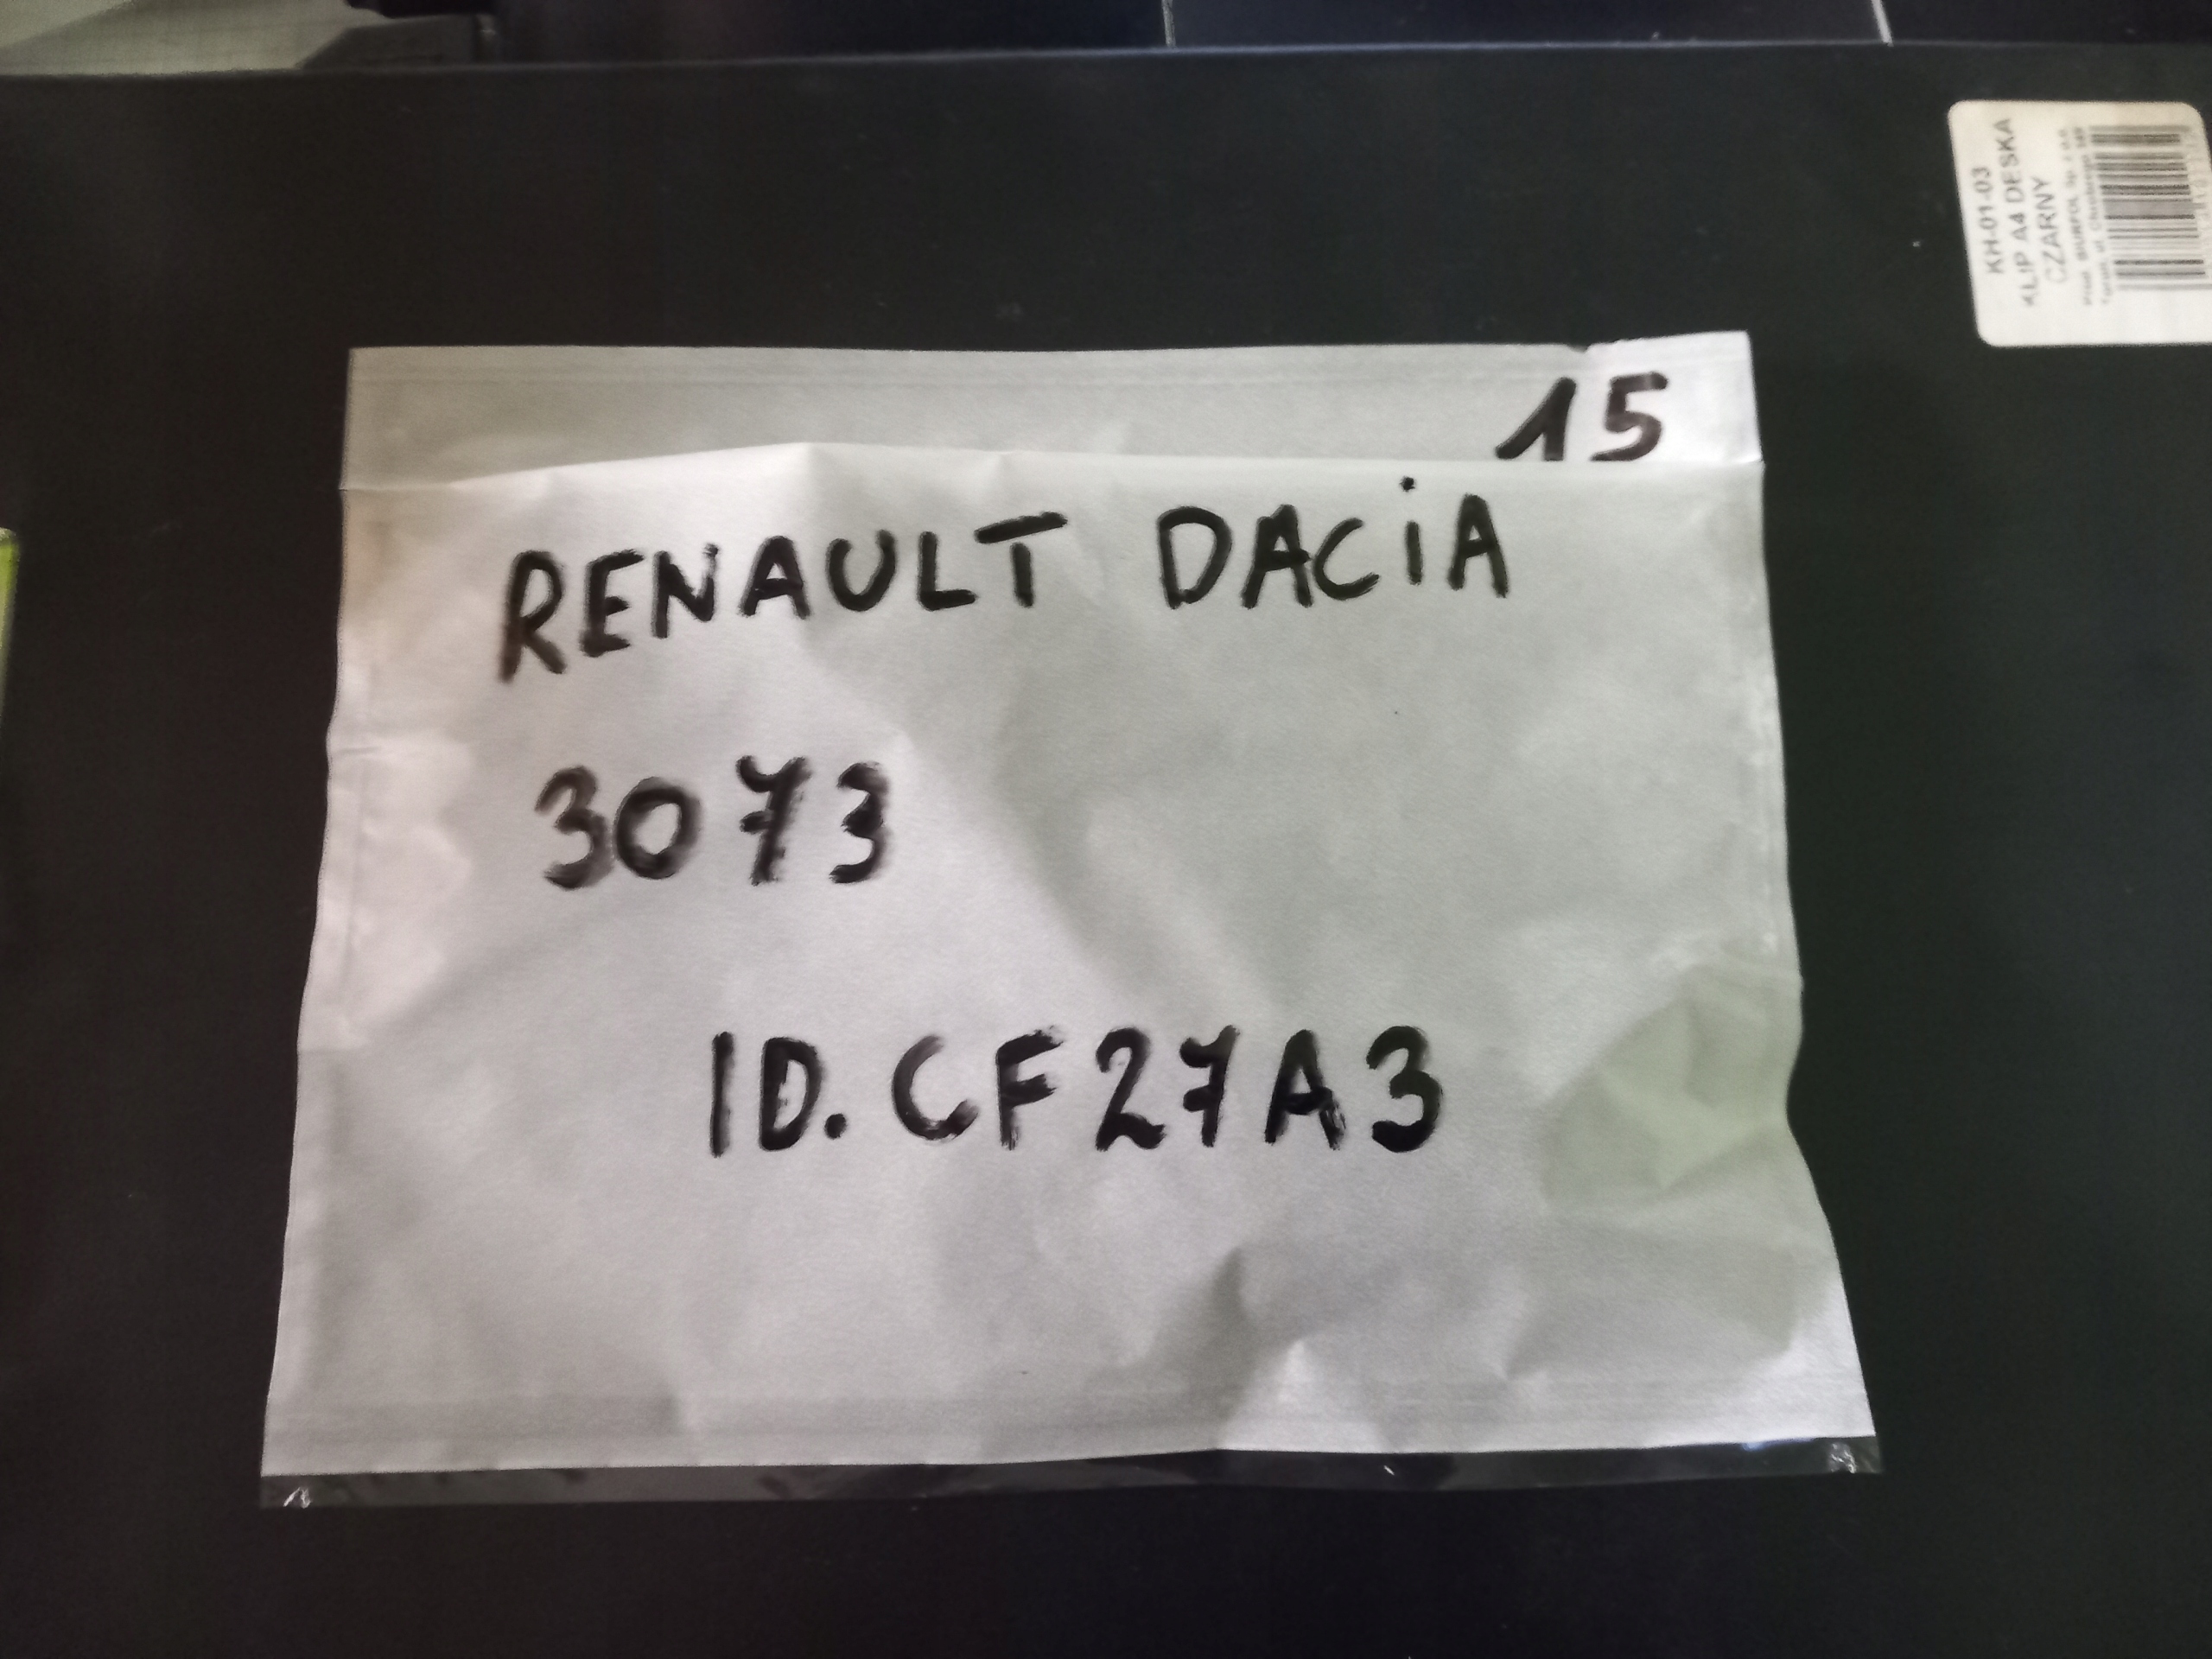 15
RENAULT DACiA
3073
ID. CF27A3
KH-01-03
KLIP A4 DESKA
CZARNY